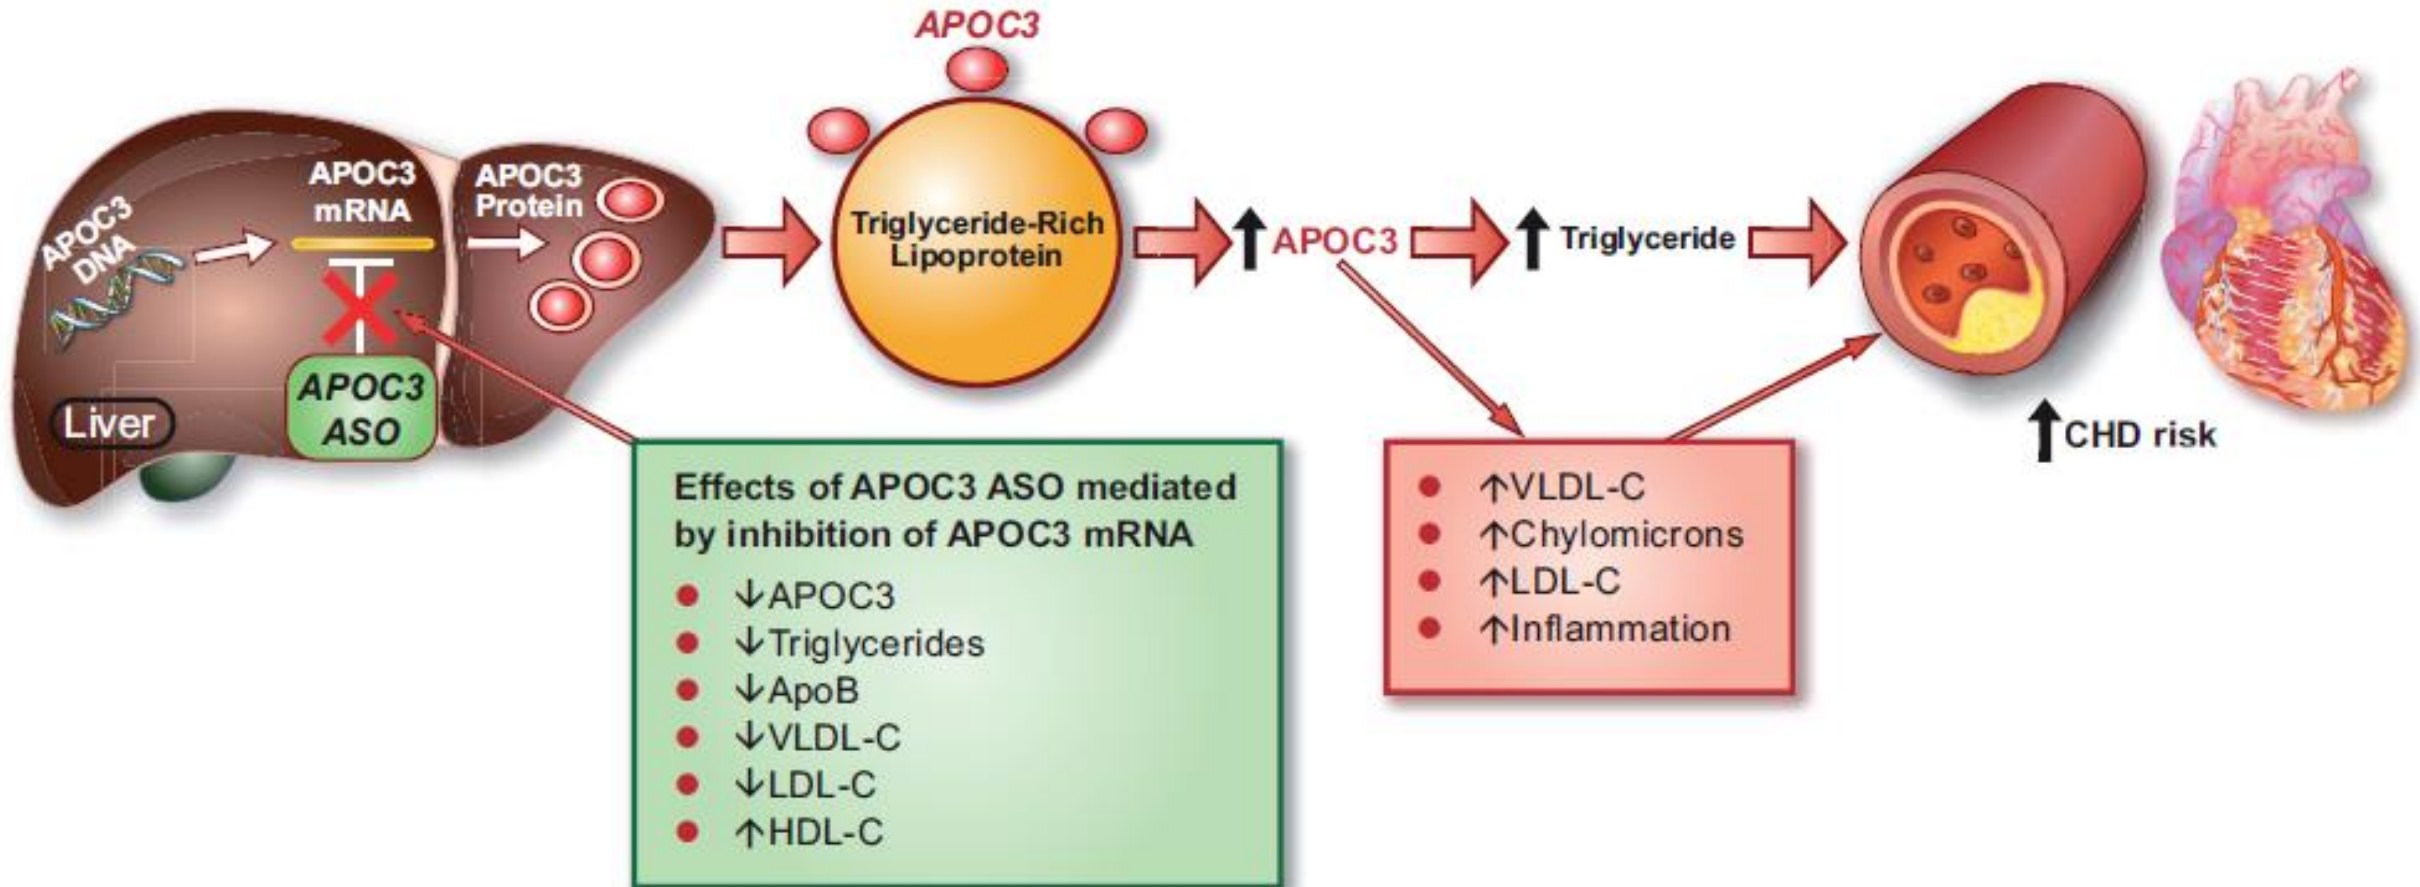 APOC3
APOC3
DNA
APOC3
mRNA
APOC3
Protein
APOC3
ASO
Liver
Triglyceride-Rich
Lipoprotein
↑ APOC3
↑ Triglyceride
↑ CHD risk
Effects of APOC3 ASO mediated
by inhibition of APOC3 mRNA
● ↓APOC3
● ↓Triglycerides
● ↓ApoB
● ↓VLDL-C
● ↓LDL-C
● ↑HDL-C
● ↑VLDL-C
● ↑Chylomicrons
● ↑LDL-C
● ↑Inflammation